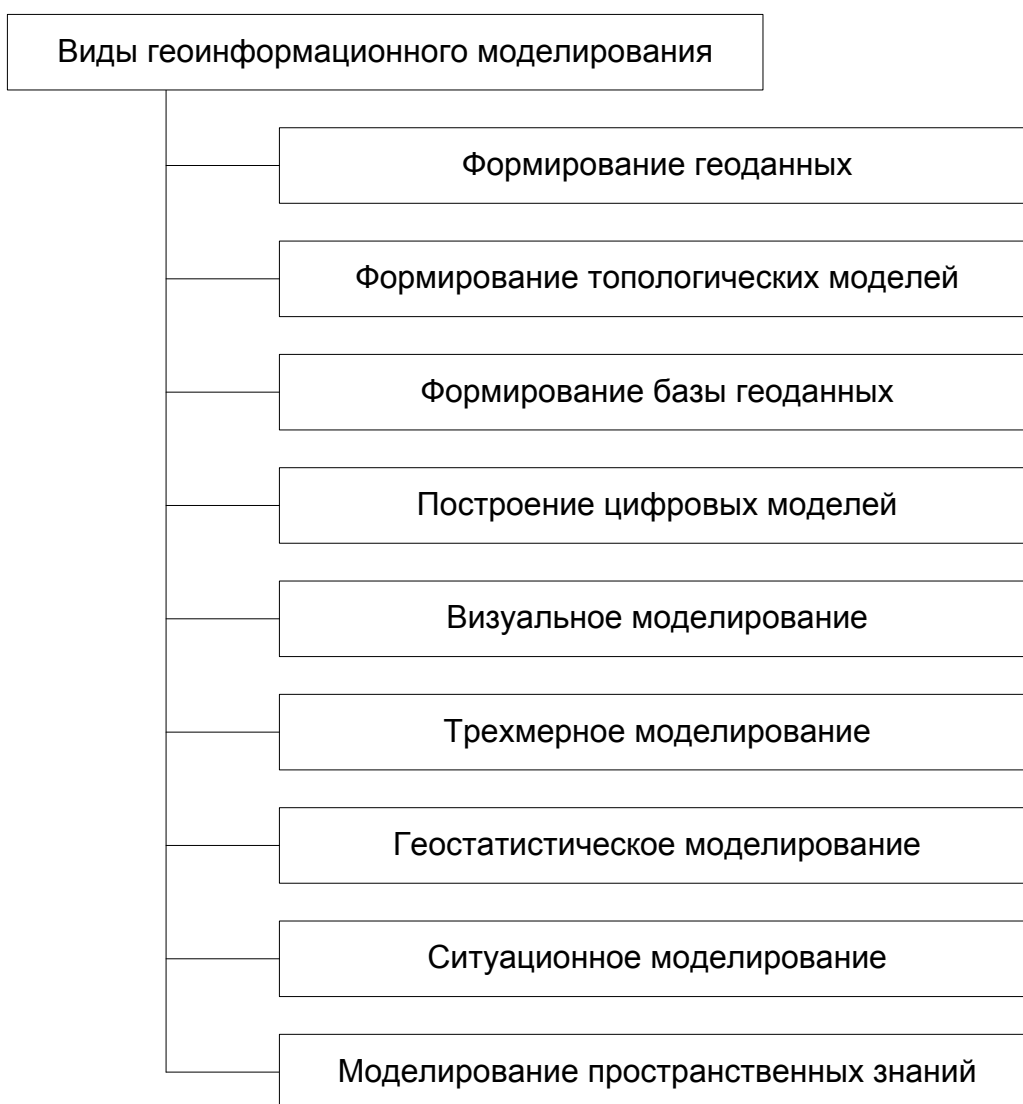 Виды геоинформационного моделирования
Формирование геоданных
Формирование топологических моделей
Формирование базы геоданных
Построение цифровых моделей
Визуальное моделирование
Трехмерное моделирование
Геостатистическое моделирование
Ситуационное моделирование
Моделирование пространственных знаний